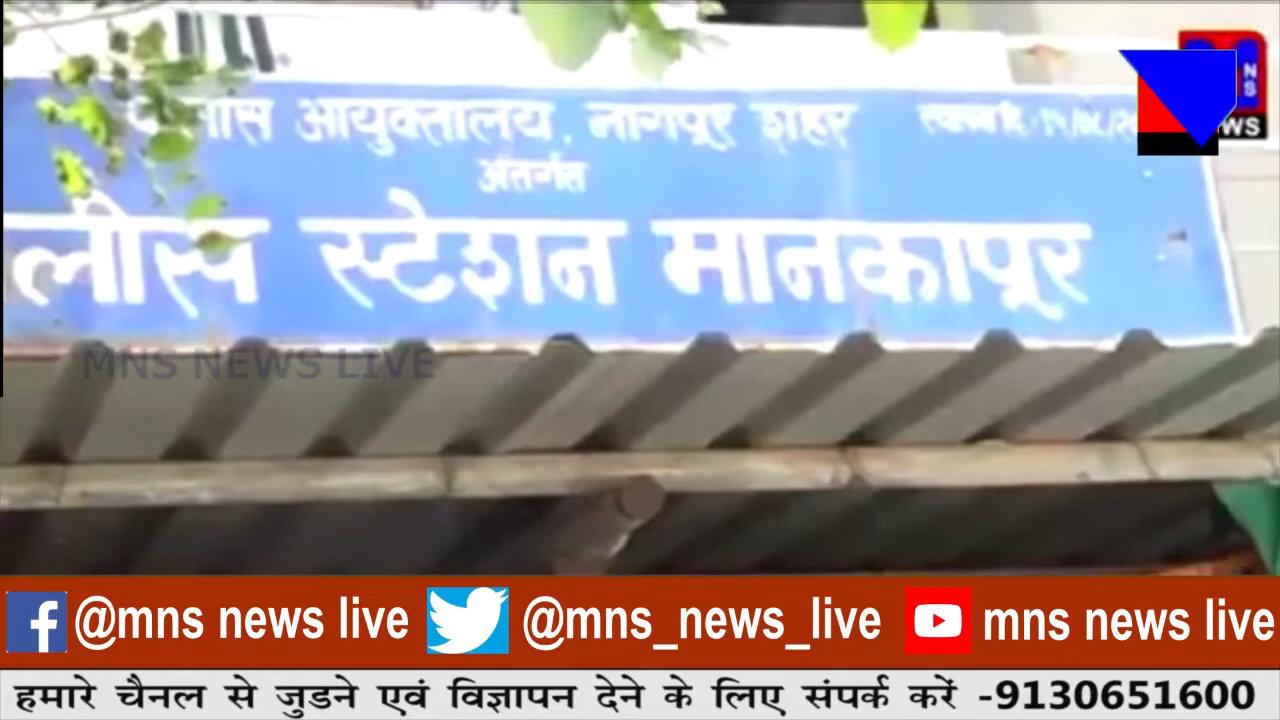 आयुक्तालय, नागपूर शहर
अंतर्गत
स्टेशन मानकापूर
MNS NEWS LIVE
@mns news live
@mns_news_live
mns news live
हमारे चैनल से जुडने एवं विज्ञापन देने के लिए संपर्क करें -9130651600